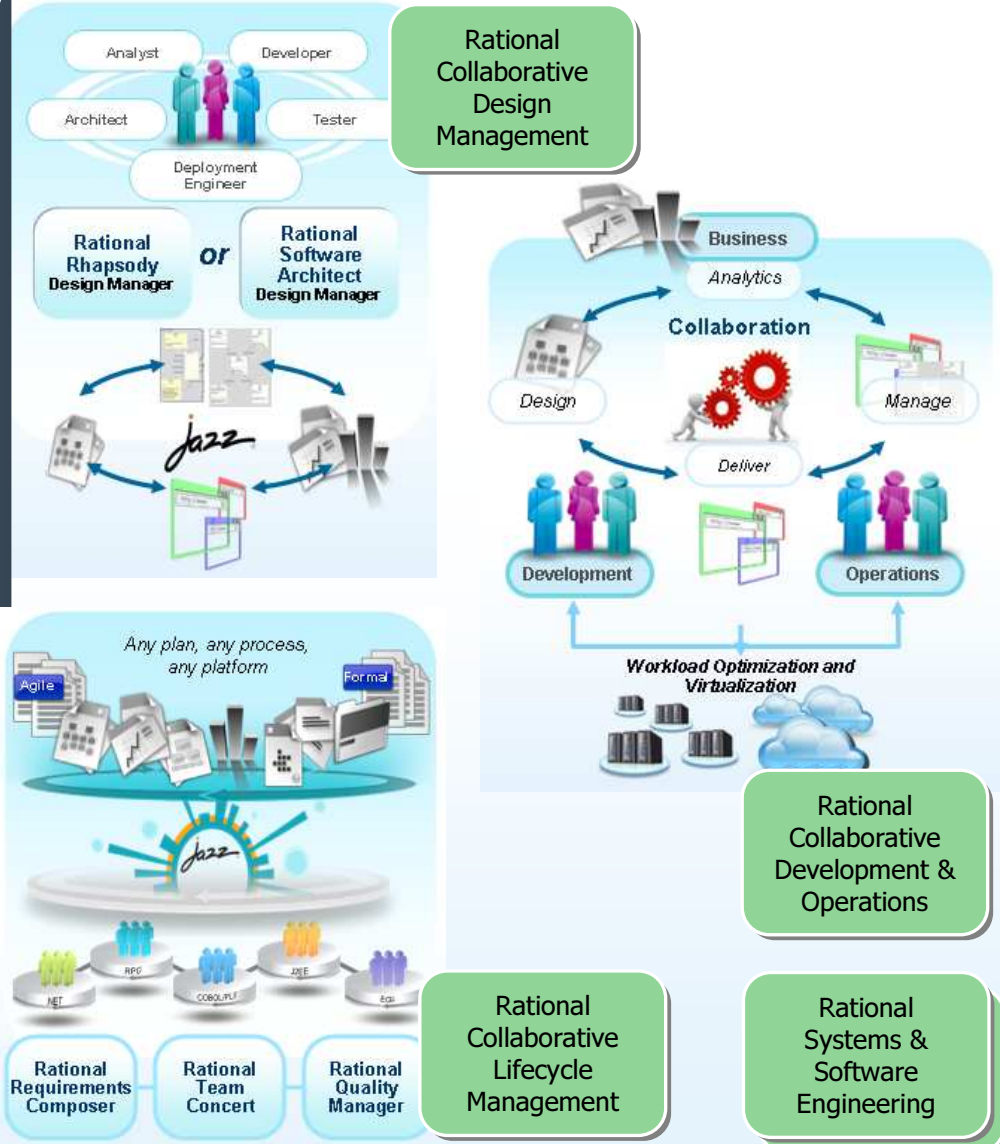 Analyst
Developer
Architect
Tester
Deployment
Engineer
Rational
Rhapsody
Design Manager
or
Rational
Software
Architect
Design Manager
jazz
Rational
Collaborative
Design
Management
Business
Analytics
Collaboration
Design
Manage
Deliver
Development
Operations
Workload Optimization and
Virtualization
Any plan, any process,
any platform
Agile
Formal
jazz
.NET
RPG
COBOL/PL/I
J2EE
EGL
Rational
Requirements
Composer
Rational
Team
Concert
Rational
Quality
Manager
Rational
Collaborative
Lifecycle
Management
Rational
Collaborative
Development &
Operations
Rational
Systems &
Software
Engineering